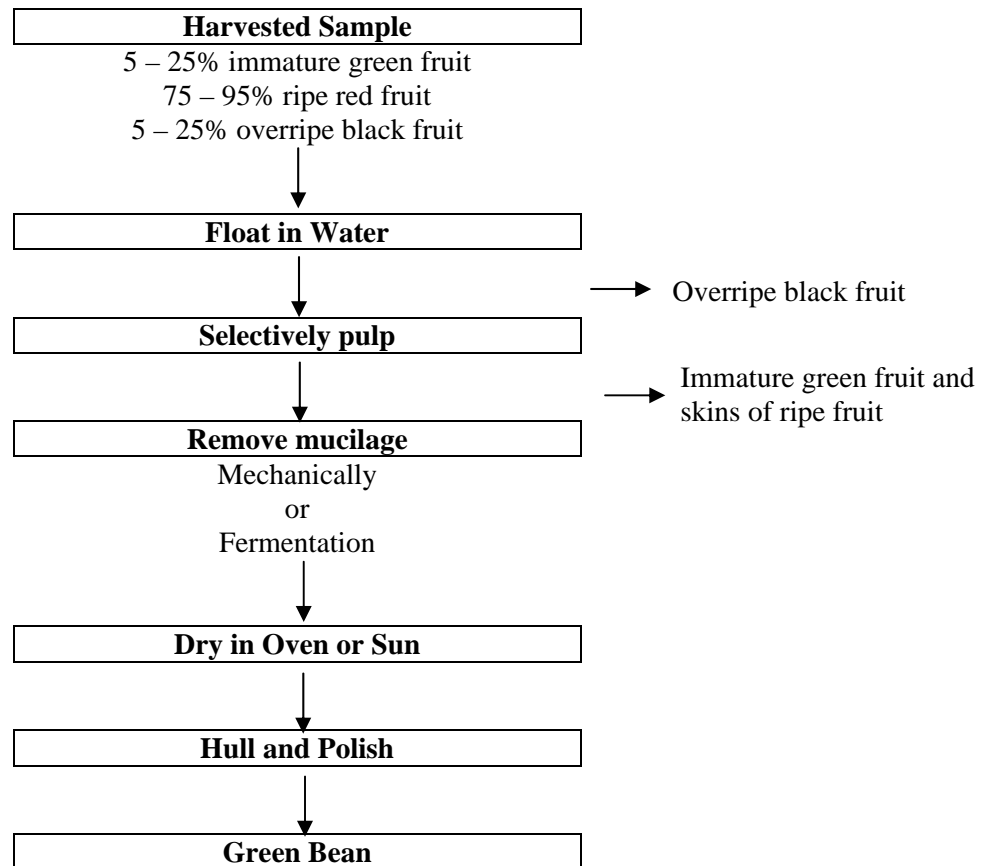 Harvested Sample
5 – 25% immature green fruit
75 – 95% ripe red fruit
5 – 25% overripe black fruit
Float in Water
Overripe black fruit
Selectively pulp
Immature green fruit and
skins of ripe fruit
Remove mucilage
Mechanically
or
Fermentation
Dry in Oven or Sun
Hull and Polish
Green Bean